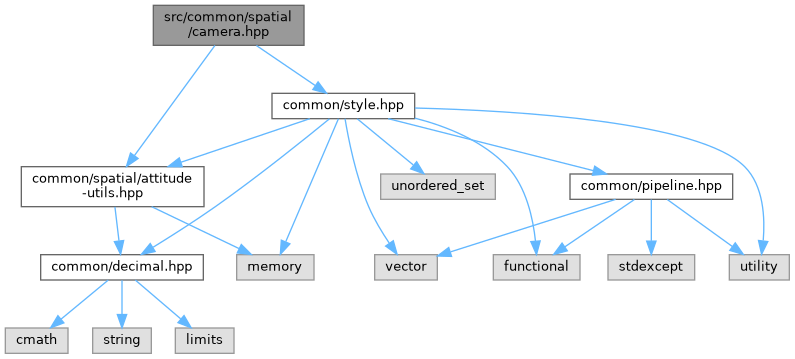 src/common/spatial
/camera.hpp
common/style.hpp
common/spatial/attitude
-utils.hpp
unordered_set
common/pipeline.hpp
common/decimal.hpp
memory
vector
functional
stdexcept
utility
cmath
string
limits